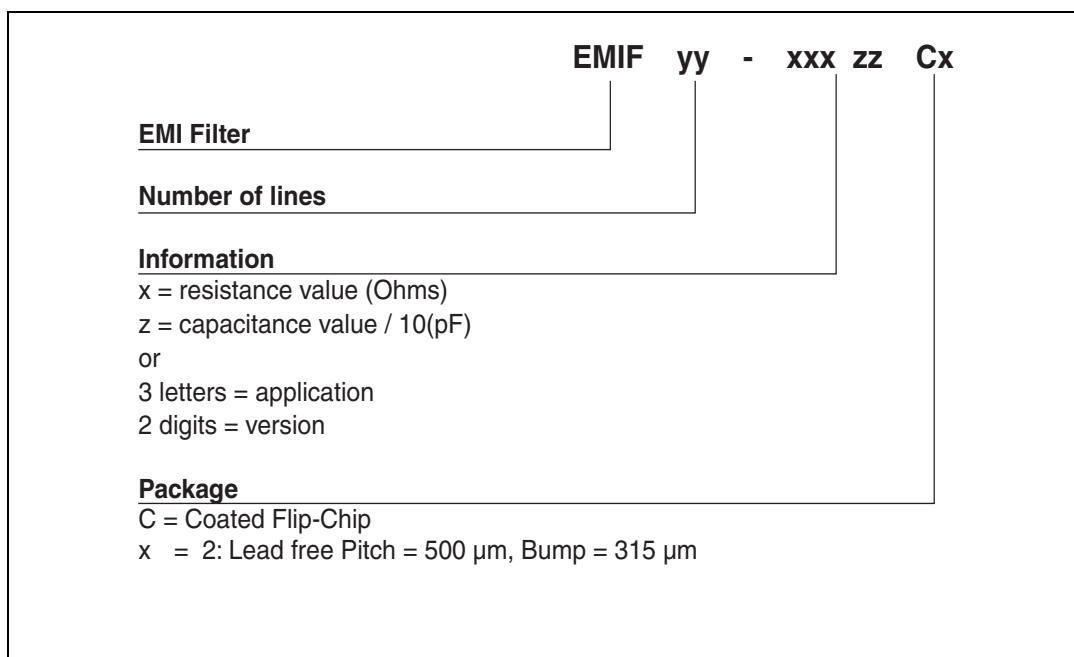 EMIF yy - xxx zz Cx
EMI Filter
Number of lines
Information
x = resistance value (Ohms)
z = capacitance value / 10(pF)
or
3 letters = application
2 digits = version
Package
C = Coated Flip-Chip
x = 2: Lead free Pitch = 500 µm, Bump = 315 µm